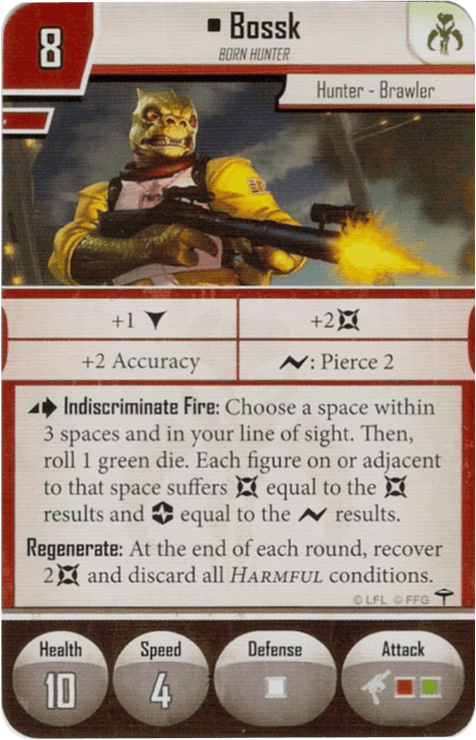 8
Bossk
BORN HUNTER
Hunter - Brawler
+1
+2
+2 Accuracy
: Pierce 2
Indiscriminate Fire: Choose a space within
3 spaces and in your line of sight. Then,
roll 1 green die. Each figure on or adjacent
to that space suffers equal to the
results and equal to the results.
Regenerate: At the end of each round, recover
2 and discard all HARMFUL conditions.
© LFL © FFG
Health
10
Speed
4
Defense
Attack